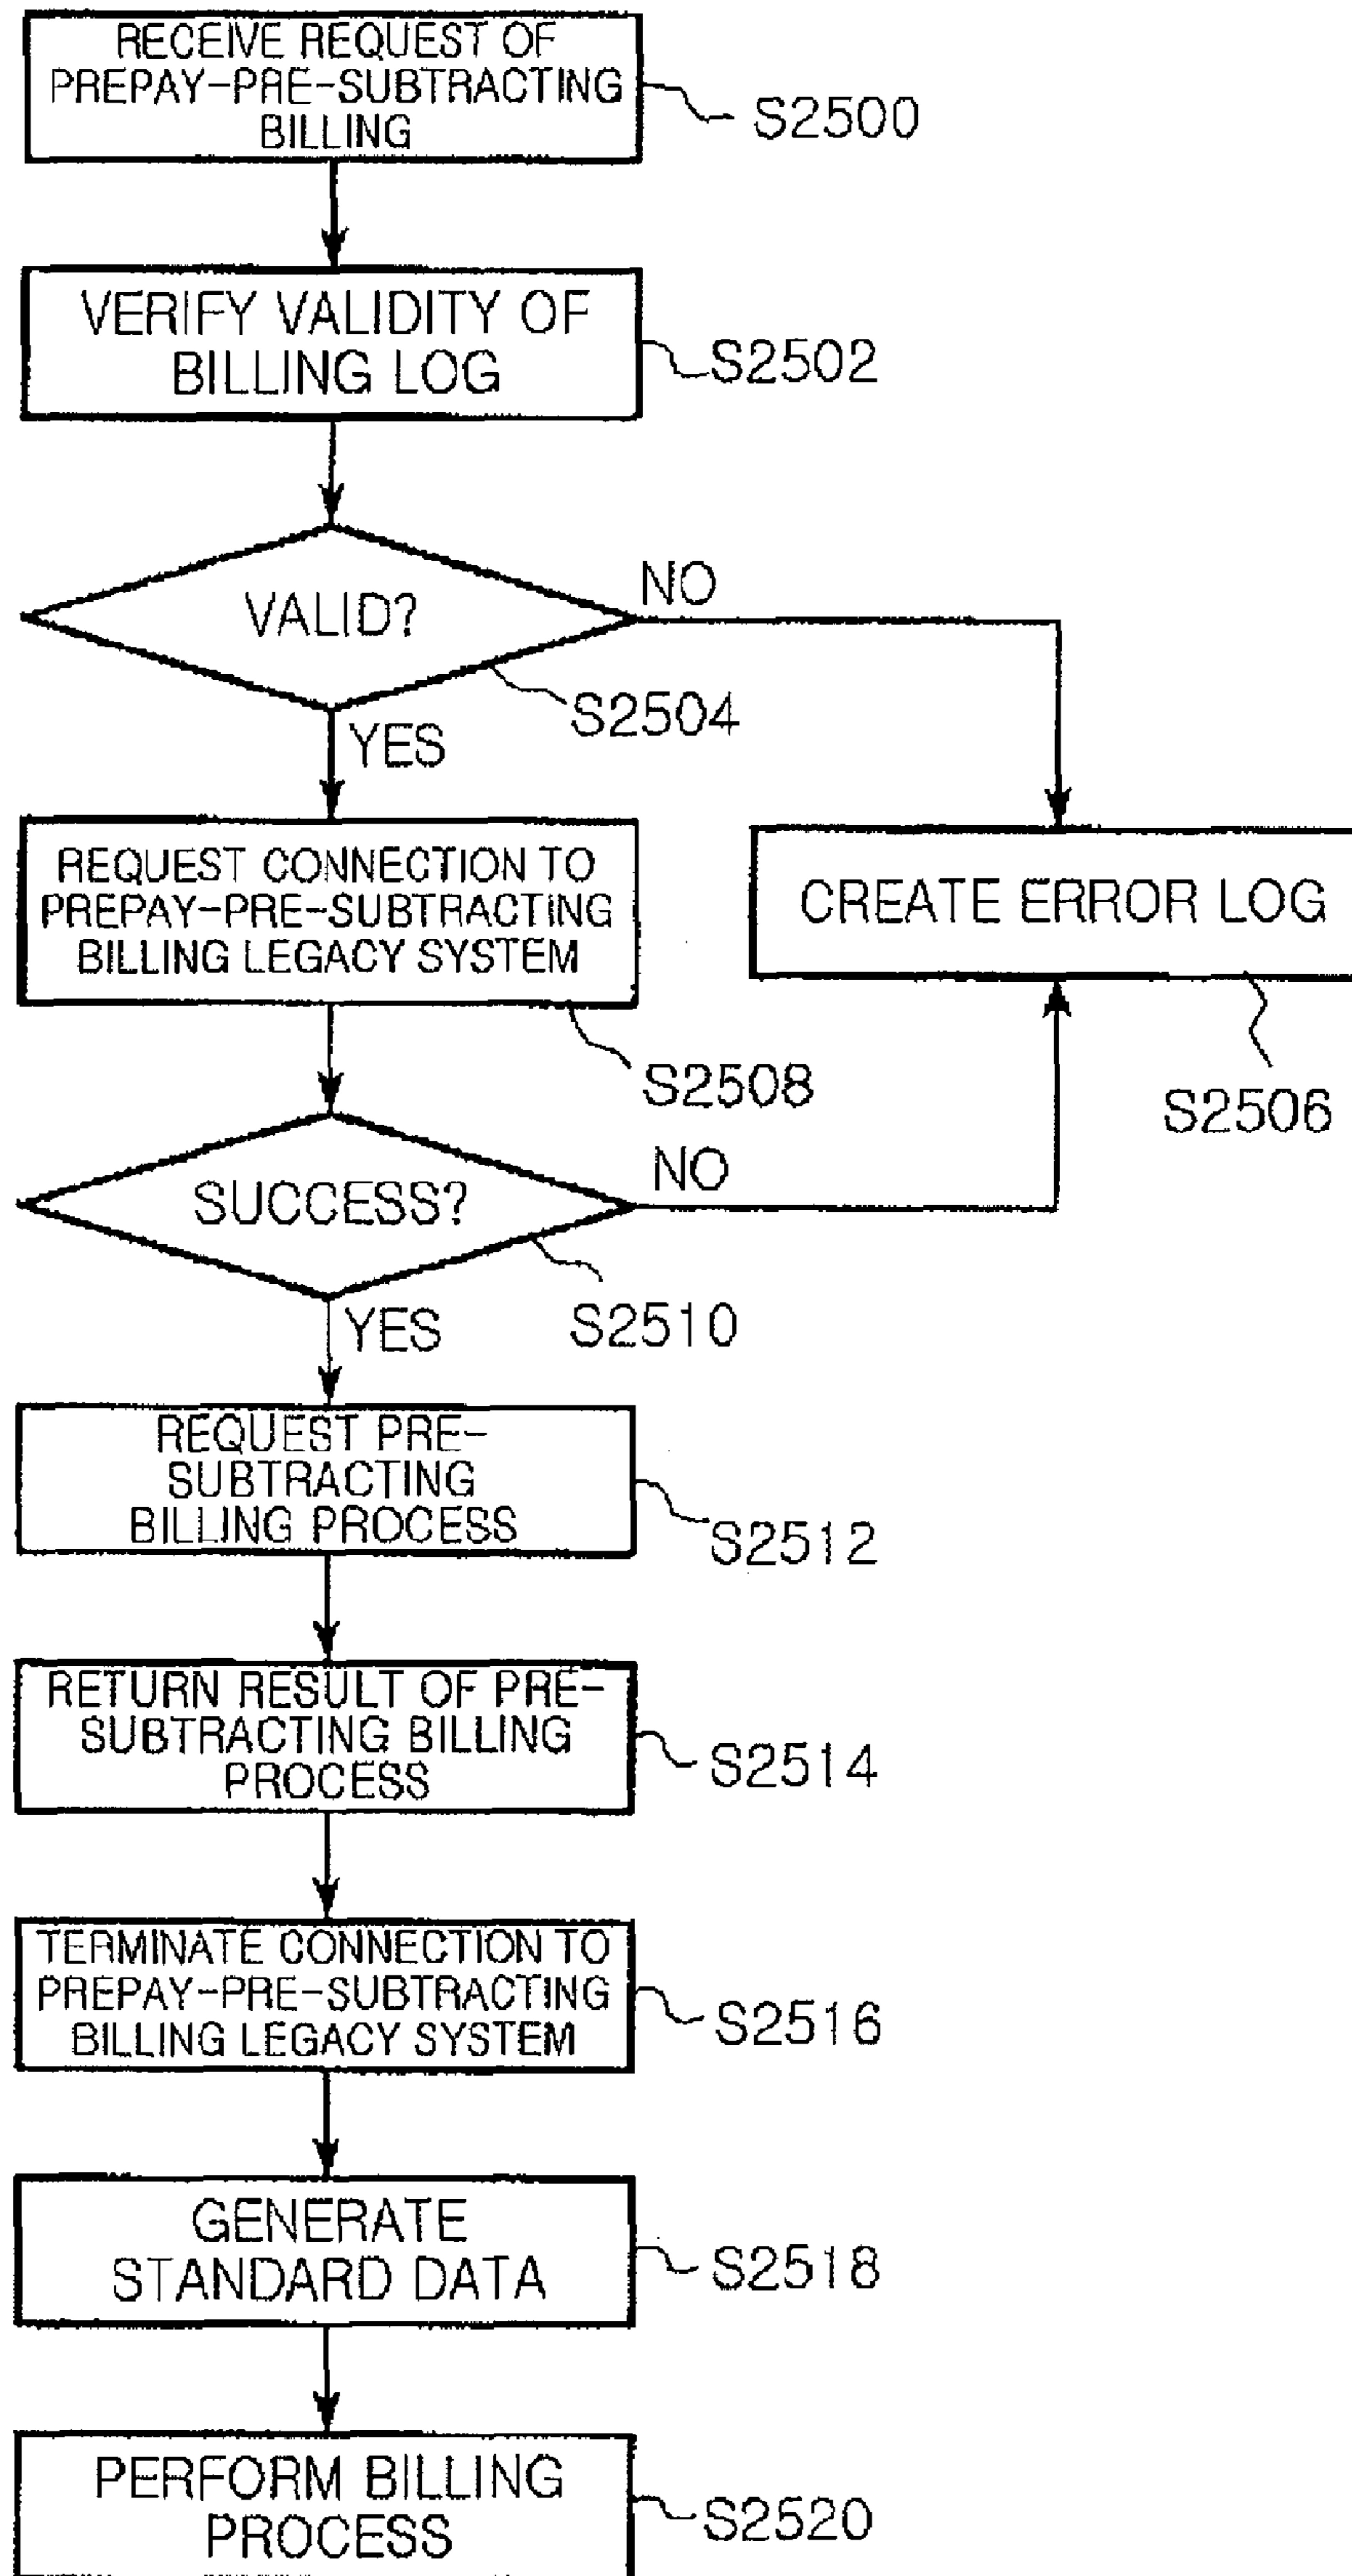 RECEIVE REQUEST OF
PREPAY-PRE-SUBTRACTING
BILLING
S2500
VERIFY VALIDITY OF
BILLING LOG
S2502
VALID?
NO
S2504
YES
REQUEST CONNECTION TO
PREPAY-PRE-SUBTRACTING
BILLING LEGACY SYSTEM
S2508
CREATE ERROR LOG
S2506
SUCCESS?
NO
S2510
YES
REQUEST PRE-
SUBTRACTING
BILLING PROCESS
S2512
RETURN RESULT OF PRE-
SUBTRACTING BILLING
PROCESS
S2514
TERMINATE CONNECTION TO
PREPAY-PRE-SUBTRACTING
BILLING LEGACY SYSTEM
S2516
GENERATE
STANDARD DATA
S2518
PERFORM BILLING
PROCESS
S2520